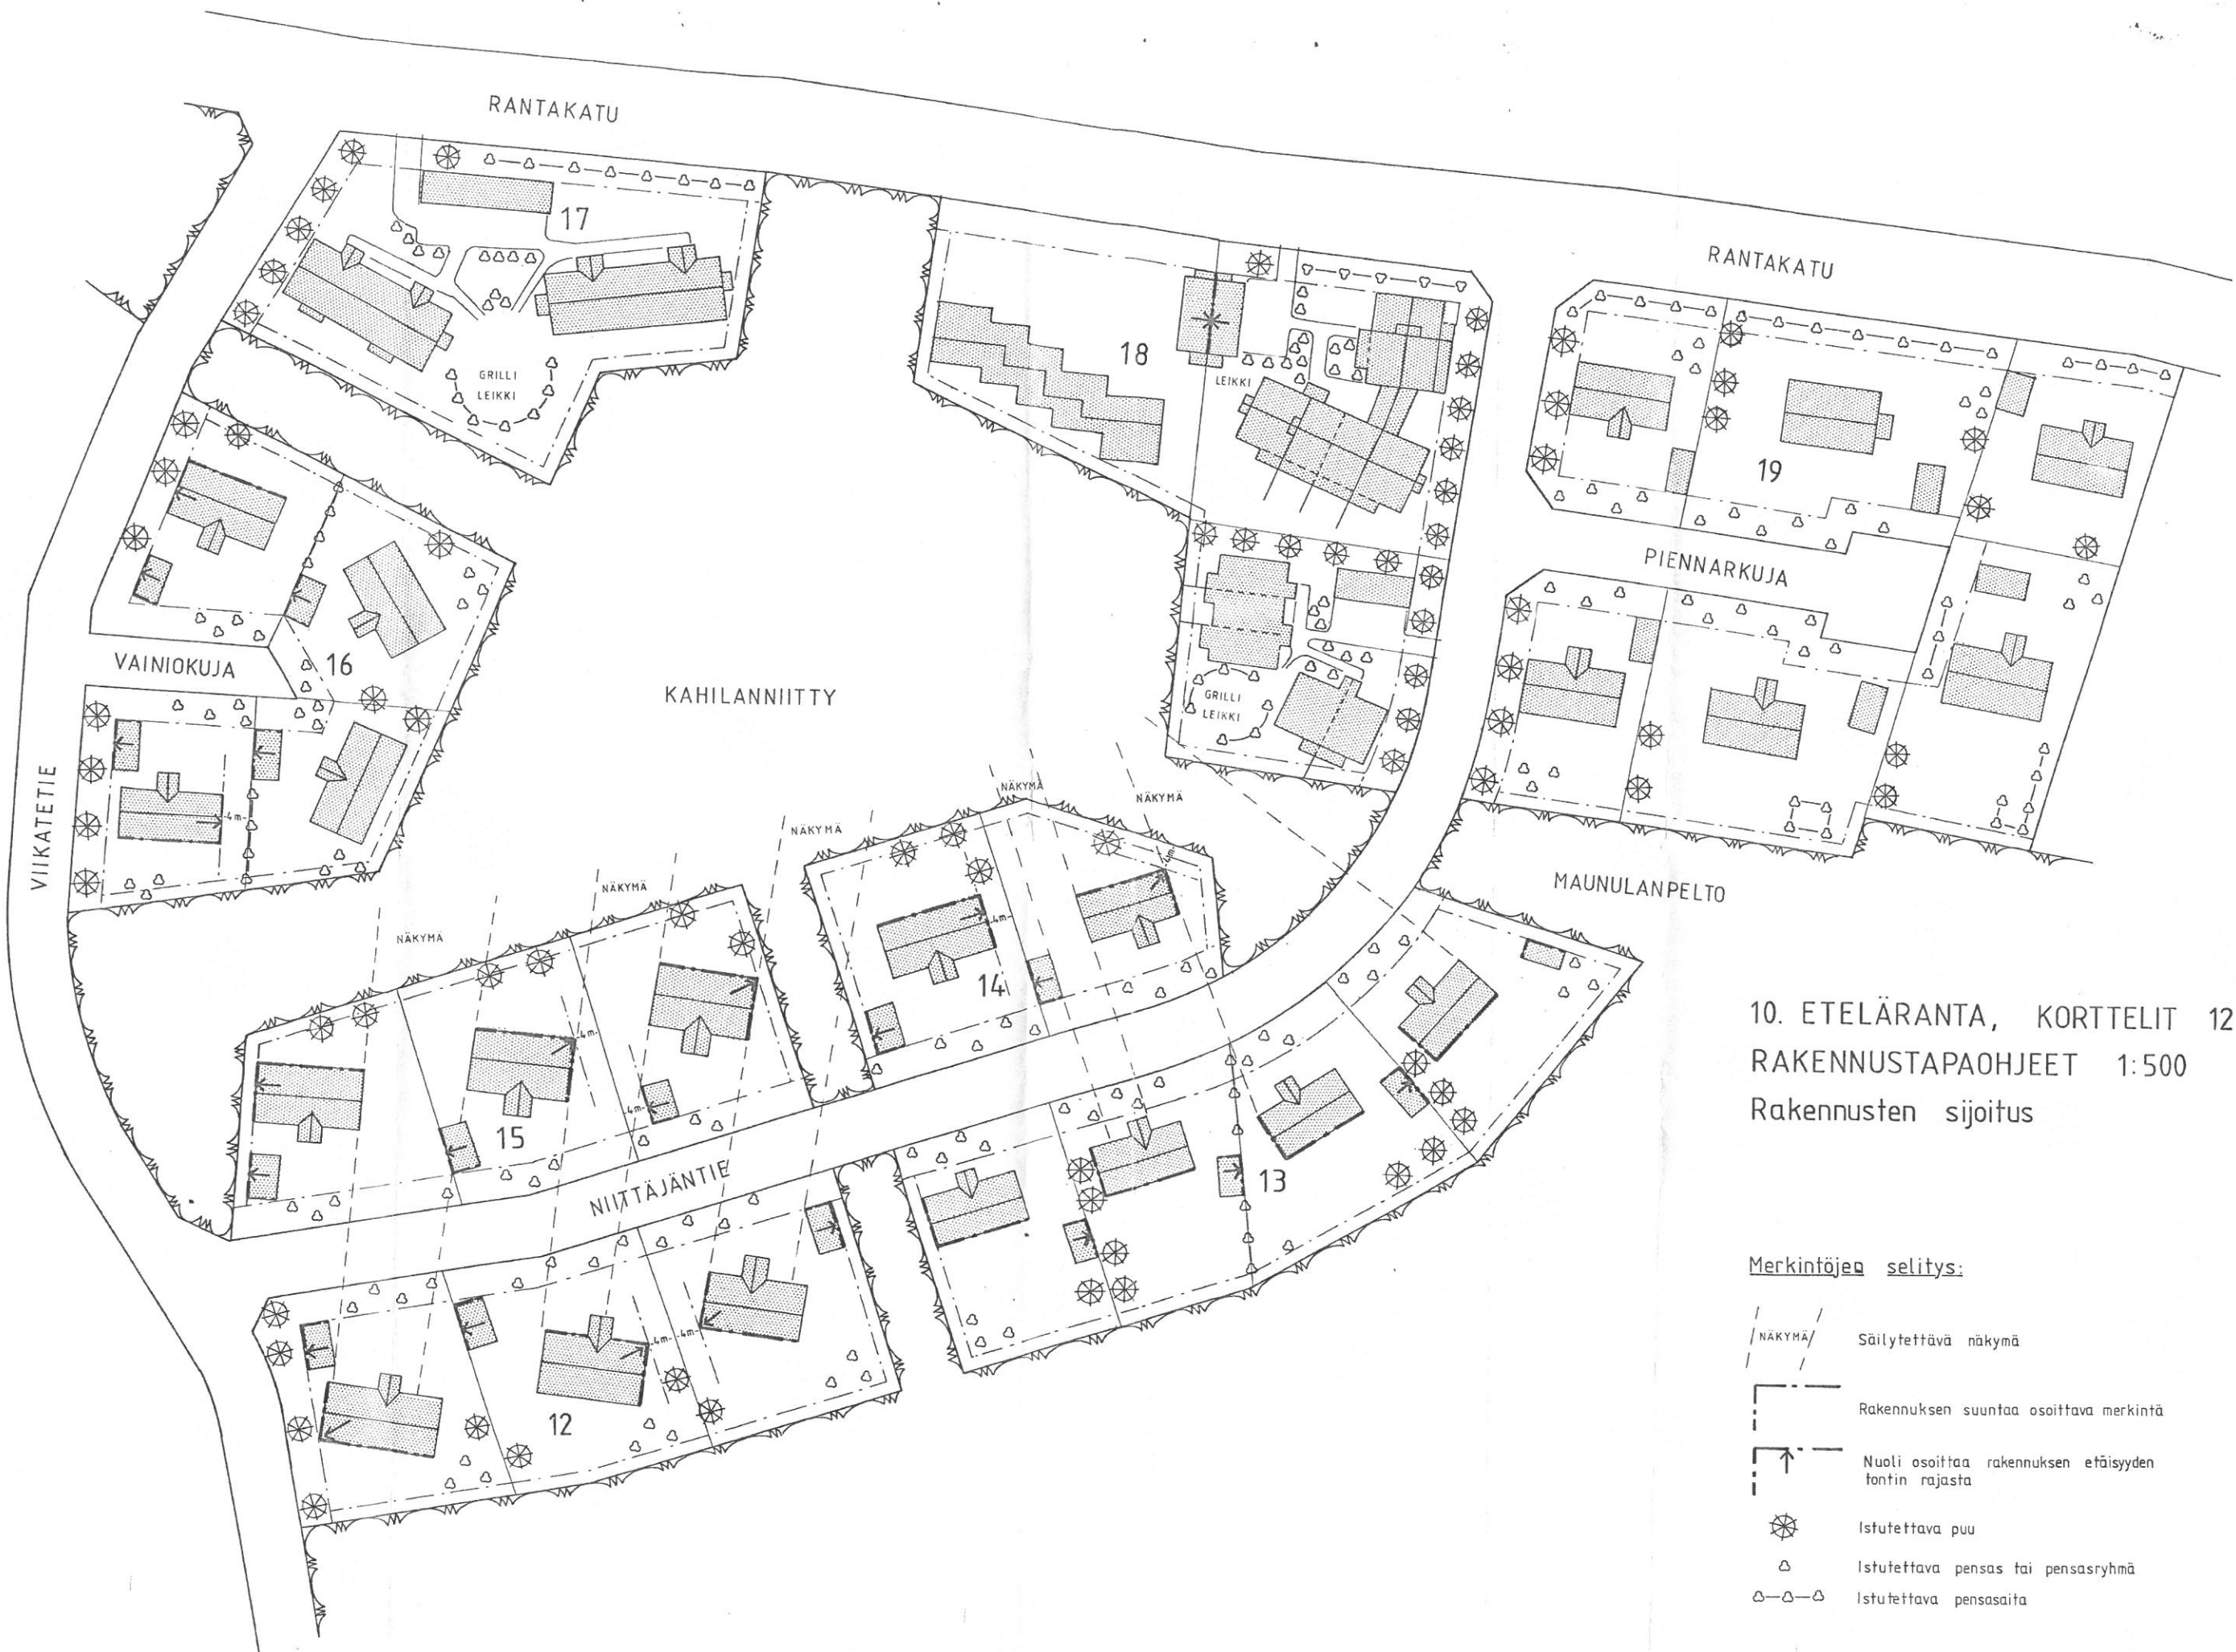 RANTAKATU
17
GRILLI
LEIKKI
18
LEIKKI
RANTAKATU
19
PIENNARKUJA
VAINIOKUJA
16
KAHILANNIITTY
GRILLI
LEIKKI
VIIKATETIE
-4m-
NÄKYMÄ
NÄKYMÄ
NÄKYMÄ
NÄKYMÄ
NÄKYMÄ
MAUNULANPELTO
4m
-4m-
14
-4m-
-4m-
15
NIITTÄJÄNTIE
13
-4m-
-4m-
12
10. ETELÄRANTA, KORTTELIT 12
RAKENNUSTAPAOHJEET 1:500
Rakennusten sijoitus
Merkintöjen selitys:
NÄKYMÄ Säilytettävä näkymä
Rakennuksen suuntaa osoittava merkintä
Nuoli osoittaa rakennuksen etäisyyden
tontin rajasta
Istutettava puu
Istutettava pensas tai pensasryhmä
Istutettava pensasaita